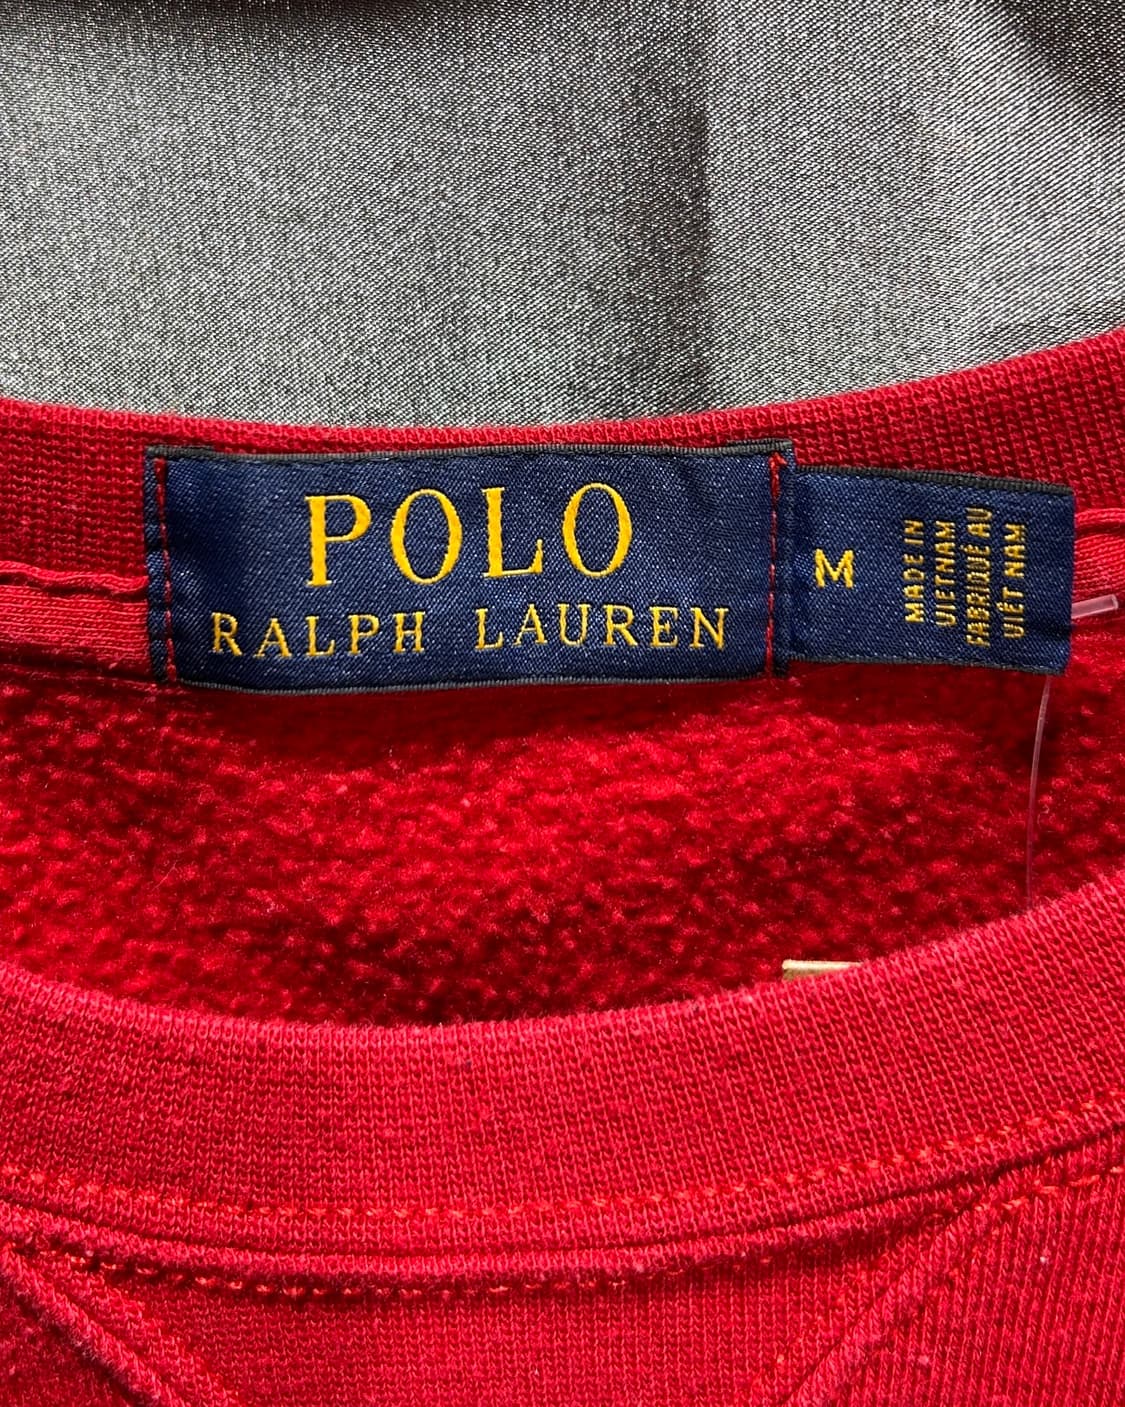 POLO
RALPH LAUREN
M
MADE IN
VIETNAM
FABRIQUÉ AU
VIÊT NAM